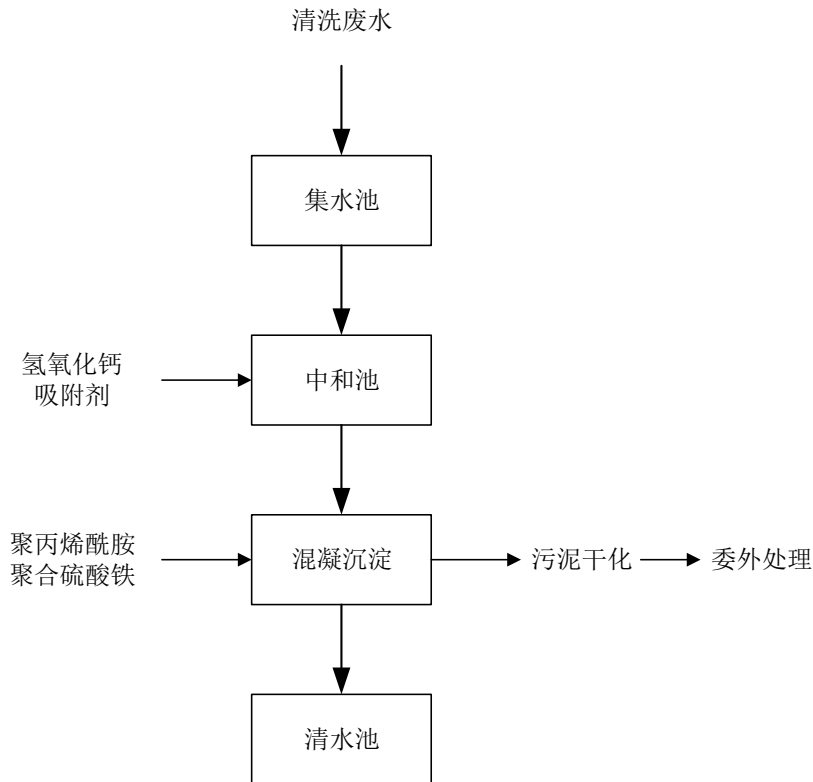 清洗废水
集水池
氢氧化钙
吸附剂
中和池
聚丙烯酰胺
聚合硫酸铁
混凝沉淀
污泥干化
委外处理
清水池